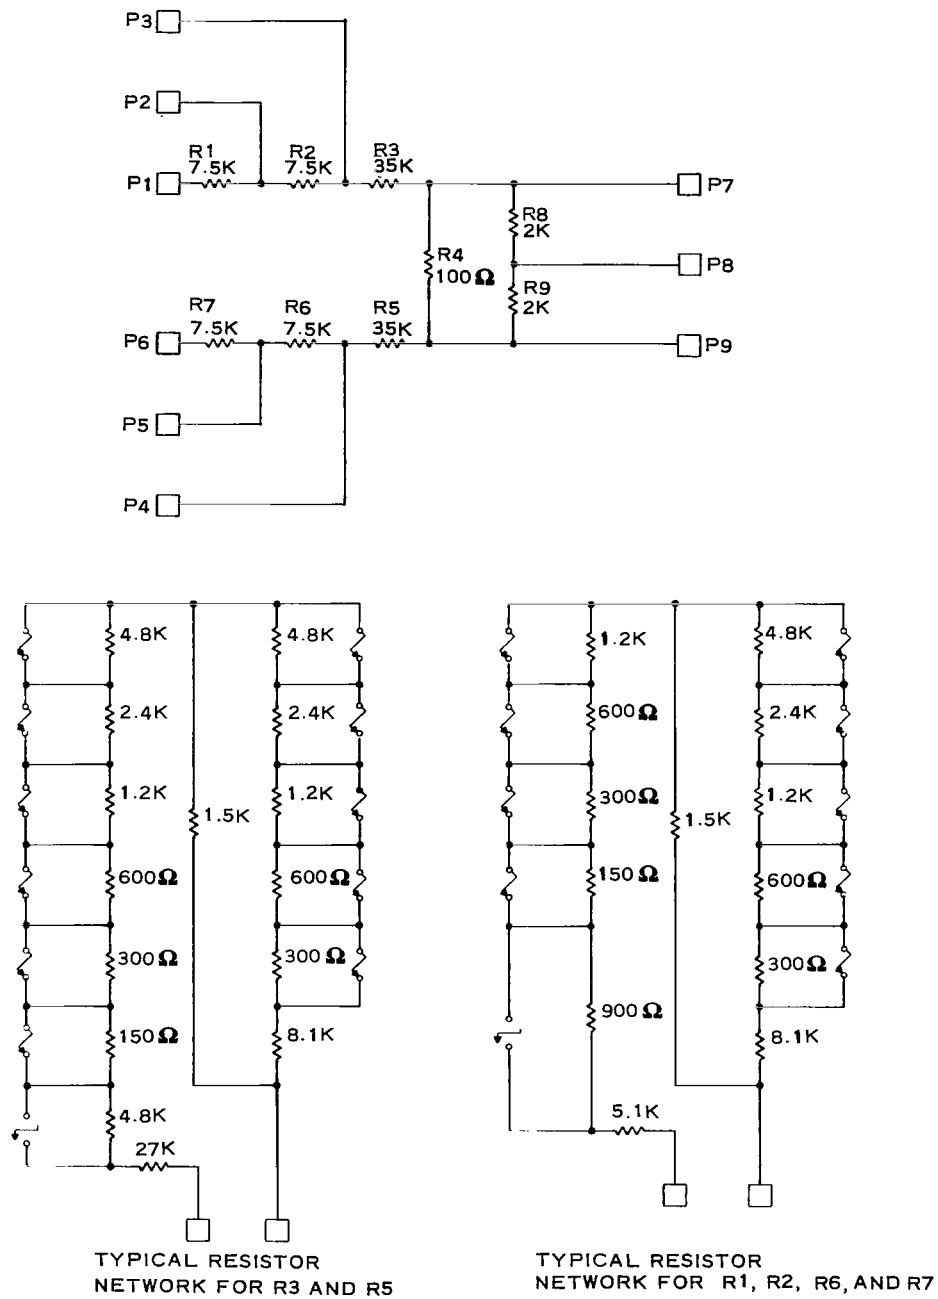 P3
P2
R1
7.5K
R2
7.5K
R3
35K
P1
P7
R8
2K
R4
100Ω
P8
R9
2K
R7
7.5K
R6
7.5K
R5
35K
P6
P9
P5
P4
4.8K
4.8K
2.4K
2.4K
1.2K
1.2K
1.5K
600Ω
600Ω
300Ω
300Ω
150Ω
8.1K
4.8K
27K
TYPICAL RESISTOR
NETWORK FOR R3 AND R5
1.2K
4.8K
600Ω
2.4K
300Ω
1.2K
1.5K
150Ω
600Ω
300Ω
900Ω
8.1K
5.1K
TYPICAL RESISTOR
NETWORK FOR R1, R2, R6, AND R7